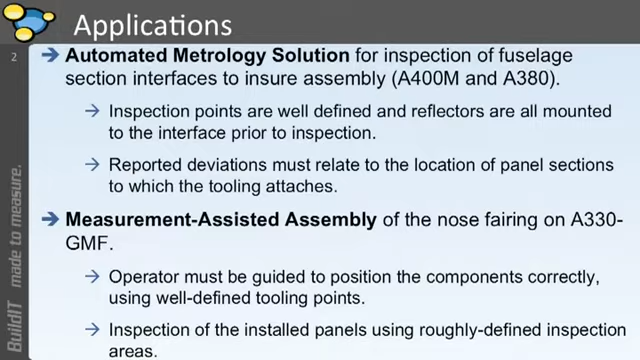 Applications
2
Automated Metrology Solution for inspection of fuselage
section interfaces to insure assembly (A400M and A380).
Inspection points are well defined and reflectors are all mounted
to the interface prior to inspection.
Reported deviations must relate to the location of panel sections
to which the tooling attaches.
Measurement-Assisted Assembly of the nose fairing on A330-
GMF.
Operator must be guided to position the components correctly,
using well-defined tooling points.
Inspection of the installed panels using roughly-defined inspection
areas.
BuildIT made to measure.